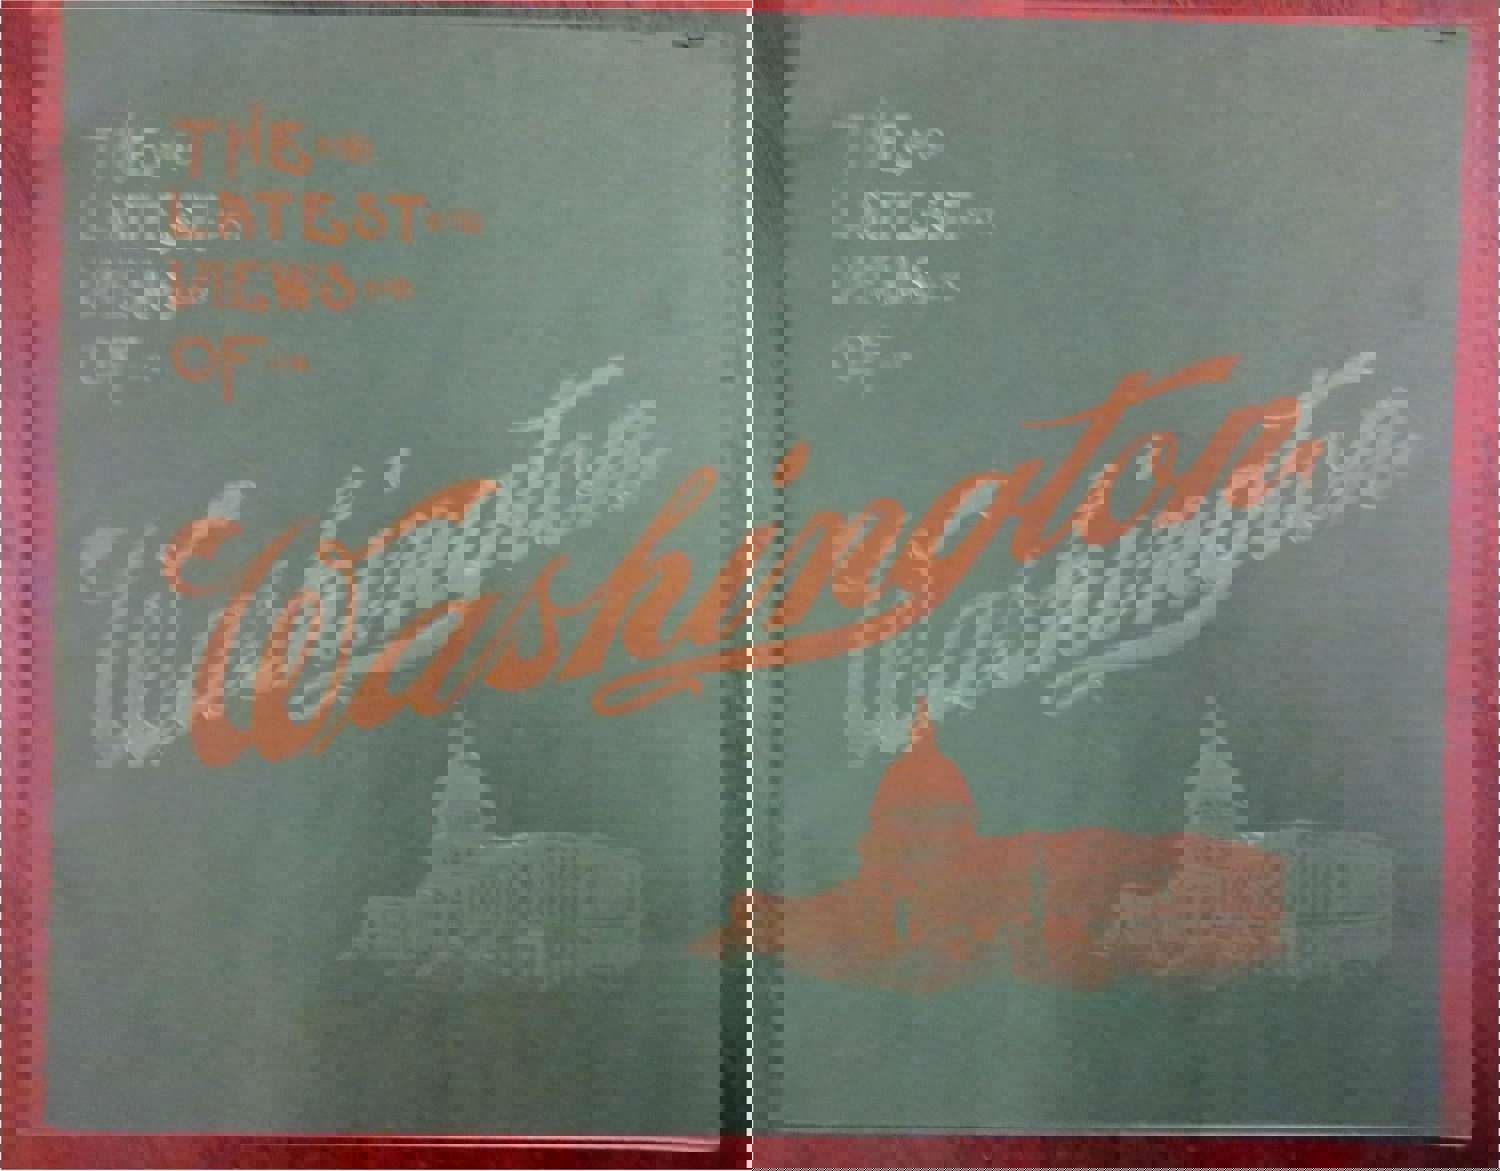 THE
LATEST
VIEWS
OF
Washington.